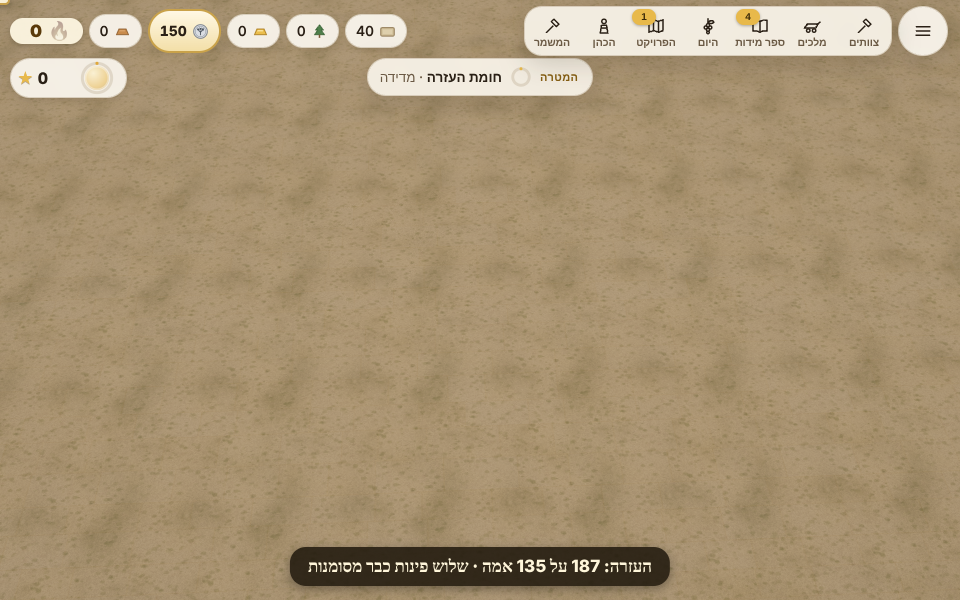 צוותים
מלכים
ספר מידות
4
היום
הפרויקט
1
הכהן
המשמר
40
0
0
150
0
0
המטרה
חומת העזרה · מדידה
0
העזרה: 187 על 135 אמה · שלוש פינות כבר מסומנות